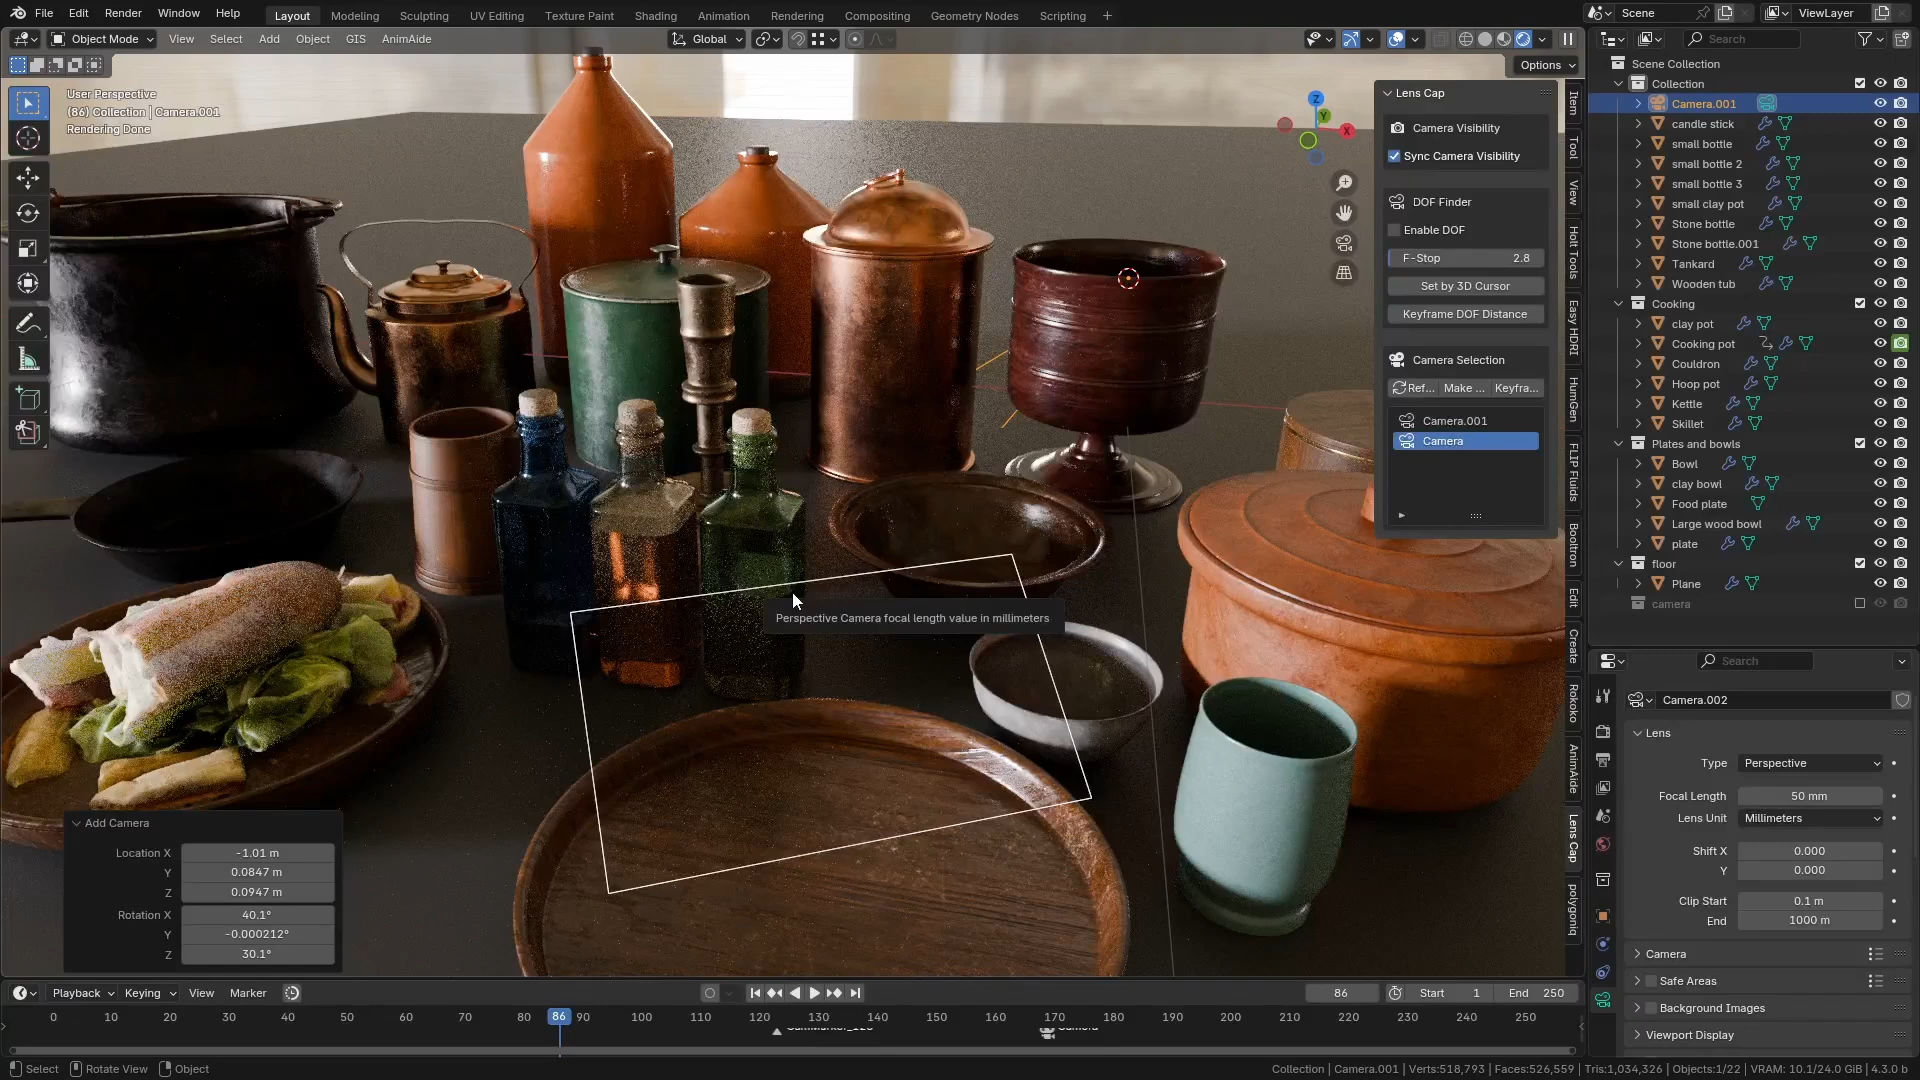 File Edit Render Window Help Layout Modeling Sculpting UV Editing Texture Paint Shading Animation Rendering Compositing Geometry Nodes Scripting + Scene ViewLayer
Object Mode View Select Add Object GIS AnimAide Global Search
Options
User Perspective
(86) Collection | Camera.001
Rendering Done
Z
Y
X
Lens Cap
Camera Visibility
Sync Camera Visibility
DOF Finder
Enable DOF
F-Stop 2.8
Set by 3D Cursor
Keyframe DOF Distance
Camera Selection
Ref... Make ... Keyfra...
Camera.001
Camera
Item
Tool
View
Holt Tools
Easy HDRI
HumGen
FLIP Fluids
Booltron
Edit
Create
Rokoko
AnimAide
Lens Cap
polygoniq
Perspective Camera focal length value in millimeters
Add Camera
Location X -1.01 m
Y 0.0847 m
Z 0.0947 m
Rotation X 40.1°
Y -0.000212°
Z 30.1°
Scene Collection
Collection
Camera.001
candle stick
small bottle
small bottle 2
small bottle 3
small clay pot
Stone bottle
Stone bottle.001
Tankard
Wooden tub
Cooking
clay pot
Cooking pot
Couldron
Hoop pot
Kettle
Skillet
Plates and bowls
Bowl
clay bowl
Food plate
Large wood bowl
plate
floor
Plane
camera
Search
Camera.002
Lens
Type Perspective
Focal Length 50 mm
Lens Unit Millimeters
Shift X 0.000
Y 0.000
Clip Start 0.1 m
End 1000 m
Camera
Safe Areas
Background Images
Viewport Display
Playback Keying View Marker 86 Start 1 End 250
0 10 20 30 40 50 60 70 80 86 90 100 110 120 130 140 150 160 170 180 190 200 210 220 230 240 250
Select Rotate View Object Collection | Camera.001 | Verts:518,793 | Faces:526,559 | Tris:1,034,326 | Objects:1/22 | VRAM: 10.1/24.0 GiB | 4.3.0 b